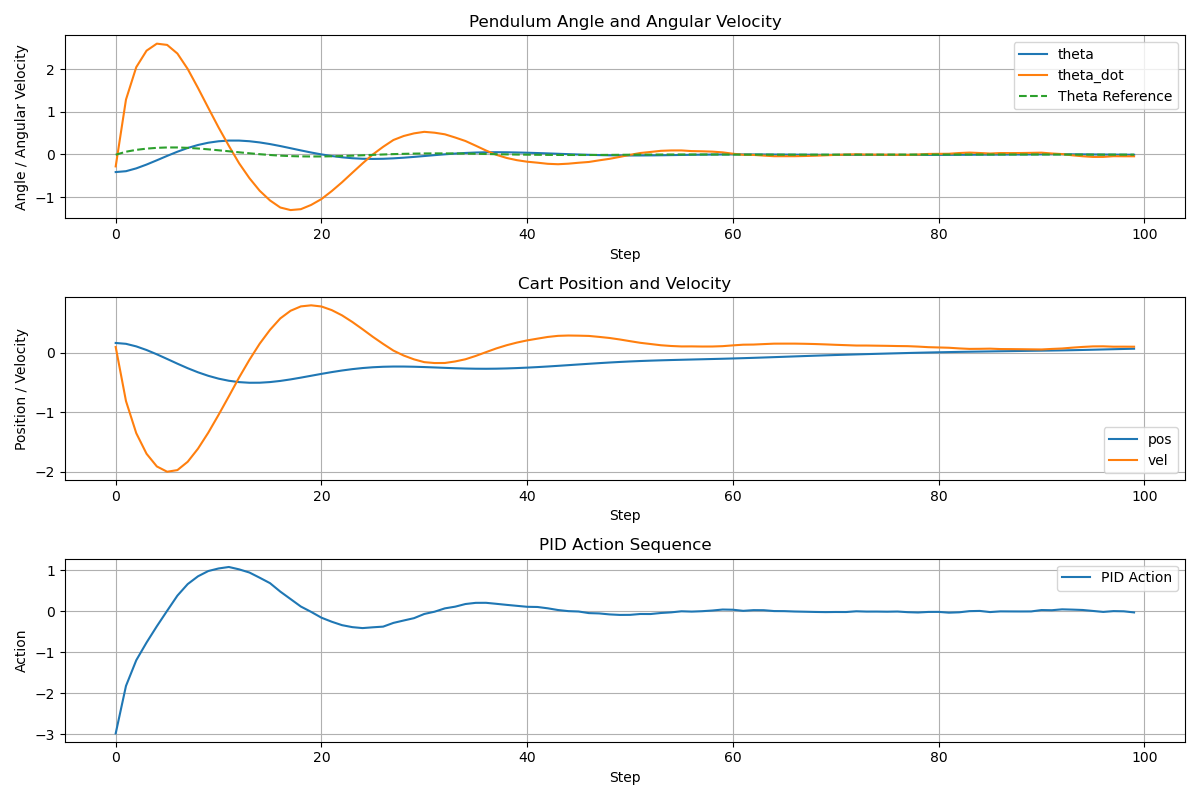 Pendulum Angle and Angular Velocity
Angle / Angular Velocity
2
1
0
−1
theta
theta_dot
Theta Reference
0 20 40 60 80 100
Step
Cart Position and Velocity
Position / Velocity
0
−1
−2
pos
vel
0 20 40 60 80 100
Step
PID Action Sequence
Action
1
0
−1
−2
−3
PID Action
0 20 40 60 80 100
Step